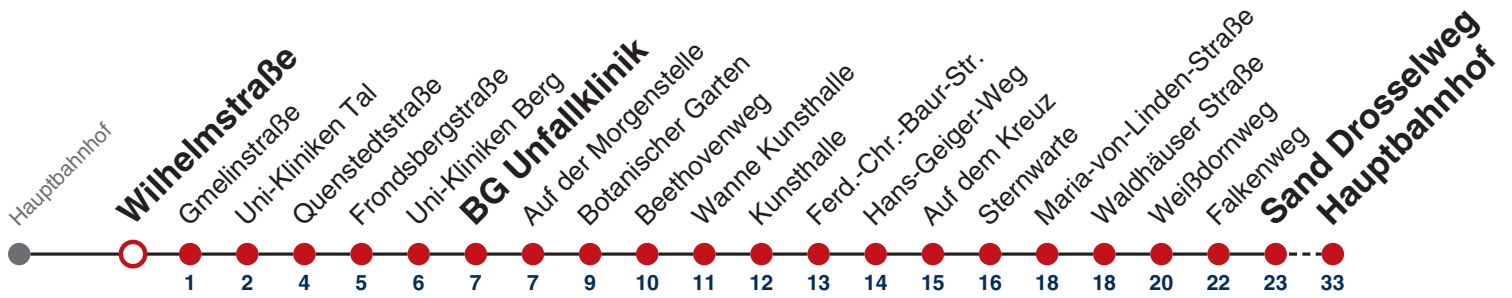 Hauptbahnhof
Wilhelmstraße
Gmelinstraße
Uni-Kliniken Tal
Quenstedtstraße
Frondsbergstraße
Uni-Kliniken Berg
BG Unfallklinik
Auf der Morgenstelle
Botanischer Garten
Beethovenweg
Wanne Kunsthalle
Kunsthalle
Ferd.-Chr.-Baur-Str.
Hans-Geiger-Weg
Auf dem Kreuz
Sternwarte
Maria-von-Linden-Straße
Waldhäuser Straße
Weißdornweg
Falkenweg
Sand Drosselweg
Hauptbahnhof
1 2 4 5 6 7 7 9 10 11 12 13 14 15 16 18 18 20 22 23 33